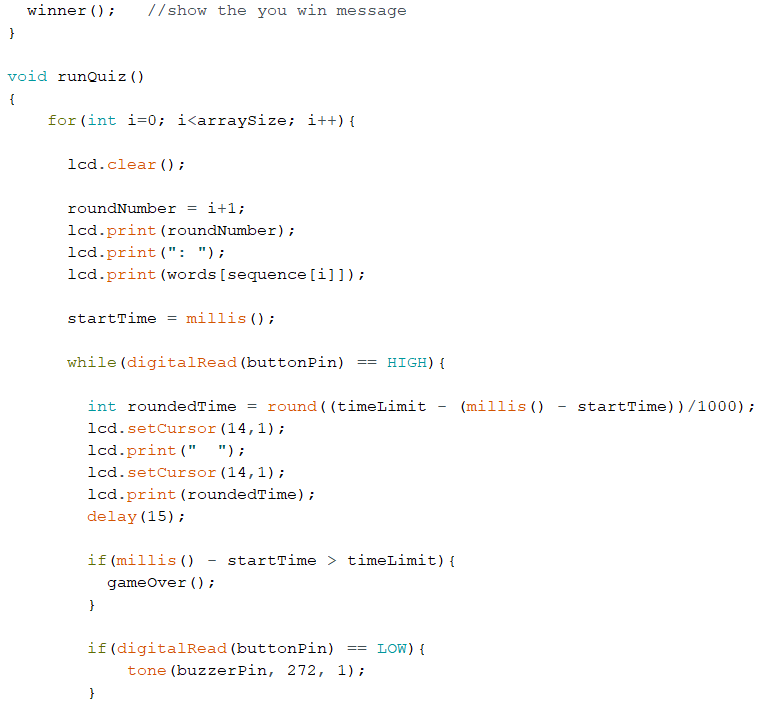 winner();   //show the you win message
}
void runQuiz()
{
for(int i=0; i<arraySize; i++){
lcd.clear();
roundNumber = i+1;
lcd.print(roundNumber);
lcd.print(": ");
lcd.print(words[sequence[i]]);
startTime = millis();
while(digitalRead(buttonPin) == HIGH){
int roundedTime = round((timeLimit - (millis() - startTime))/1000);
lcd.setCursor(14,1);
lcd.print("  ");
lcd.setCursor(14,1);
lcd.print(roundedTime);
delay(15);
if(millis() - startTime > timeLimit){
gameOver();
}
if(digitalRead(buttonPin) == LOW){
tone(buzzerPin, 272, 1);
}